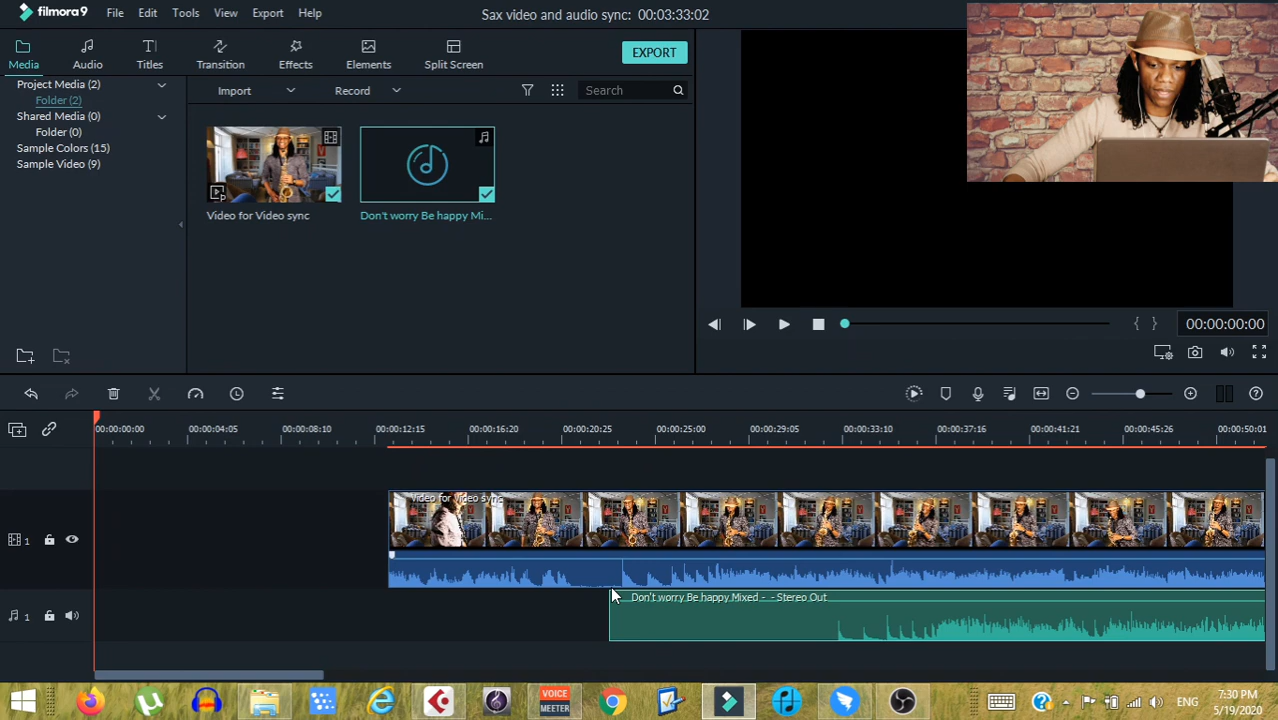 filmora9 File Edit Tools View Export Help Sax video and audio sync: 00:03:33:02
Media Audio Titles Transition Effects Elements Split Screen EXPORT
Project Media (2)
Folder (2)
Shared Media (0)
Folder (0)
Sample Colors (15)
Sample Video (9)
Import Record Search
Video for Video sync Don't worry Be happy Mi...
{ } 00:00:00:00
00:00:00:00 00:00:04:05 00:00:08:10 00:00:12:15 00:00:16:20 00:00:20:25 00:00:25:00 00:00:29:05 00:00:33:10 00:00:37:16 00:00:41:21 00:00:45:26 00:00:50:01
Video for Video sync
1
Don't worry Be happy Mixed - - Stereo Out
1
VOICE
MEETER
ENG
7:30 PM
5/19/2020